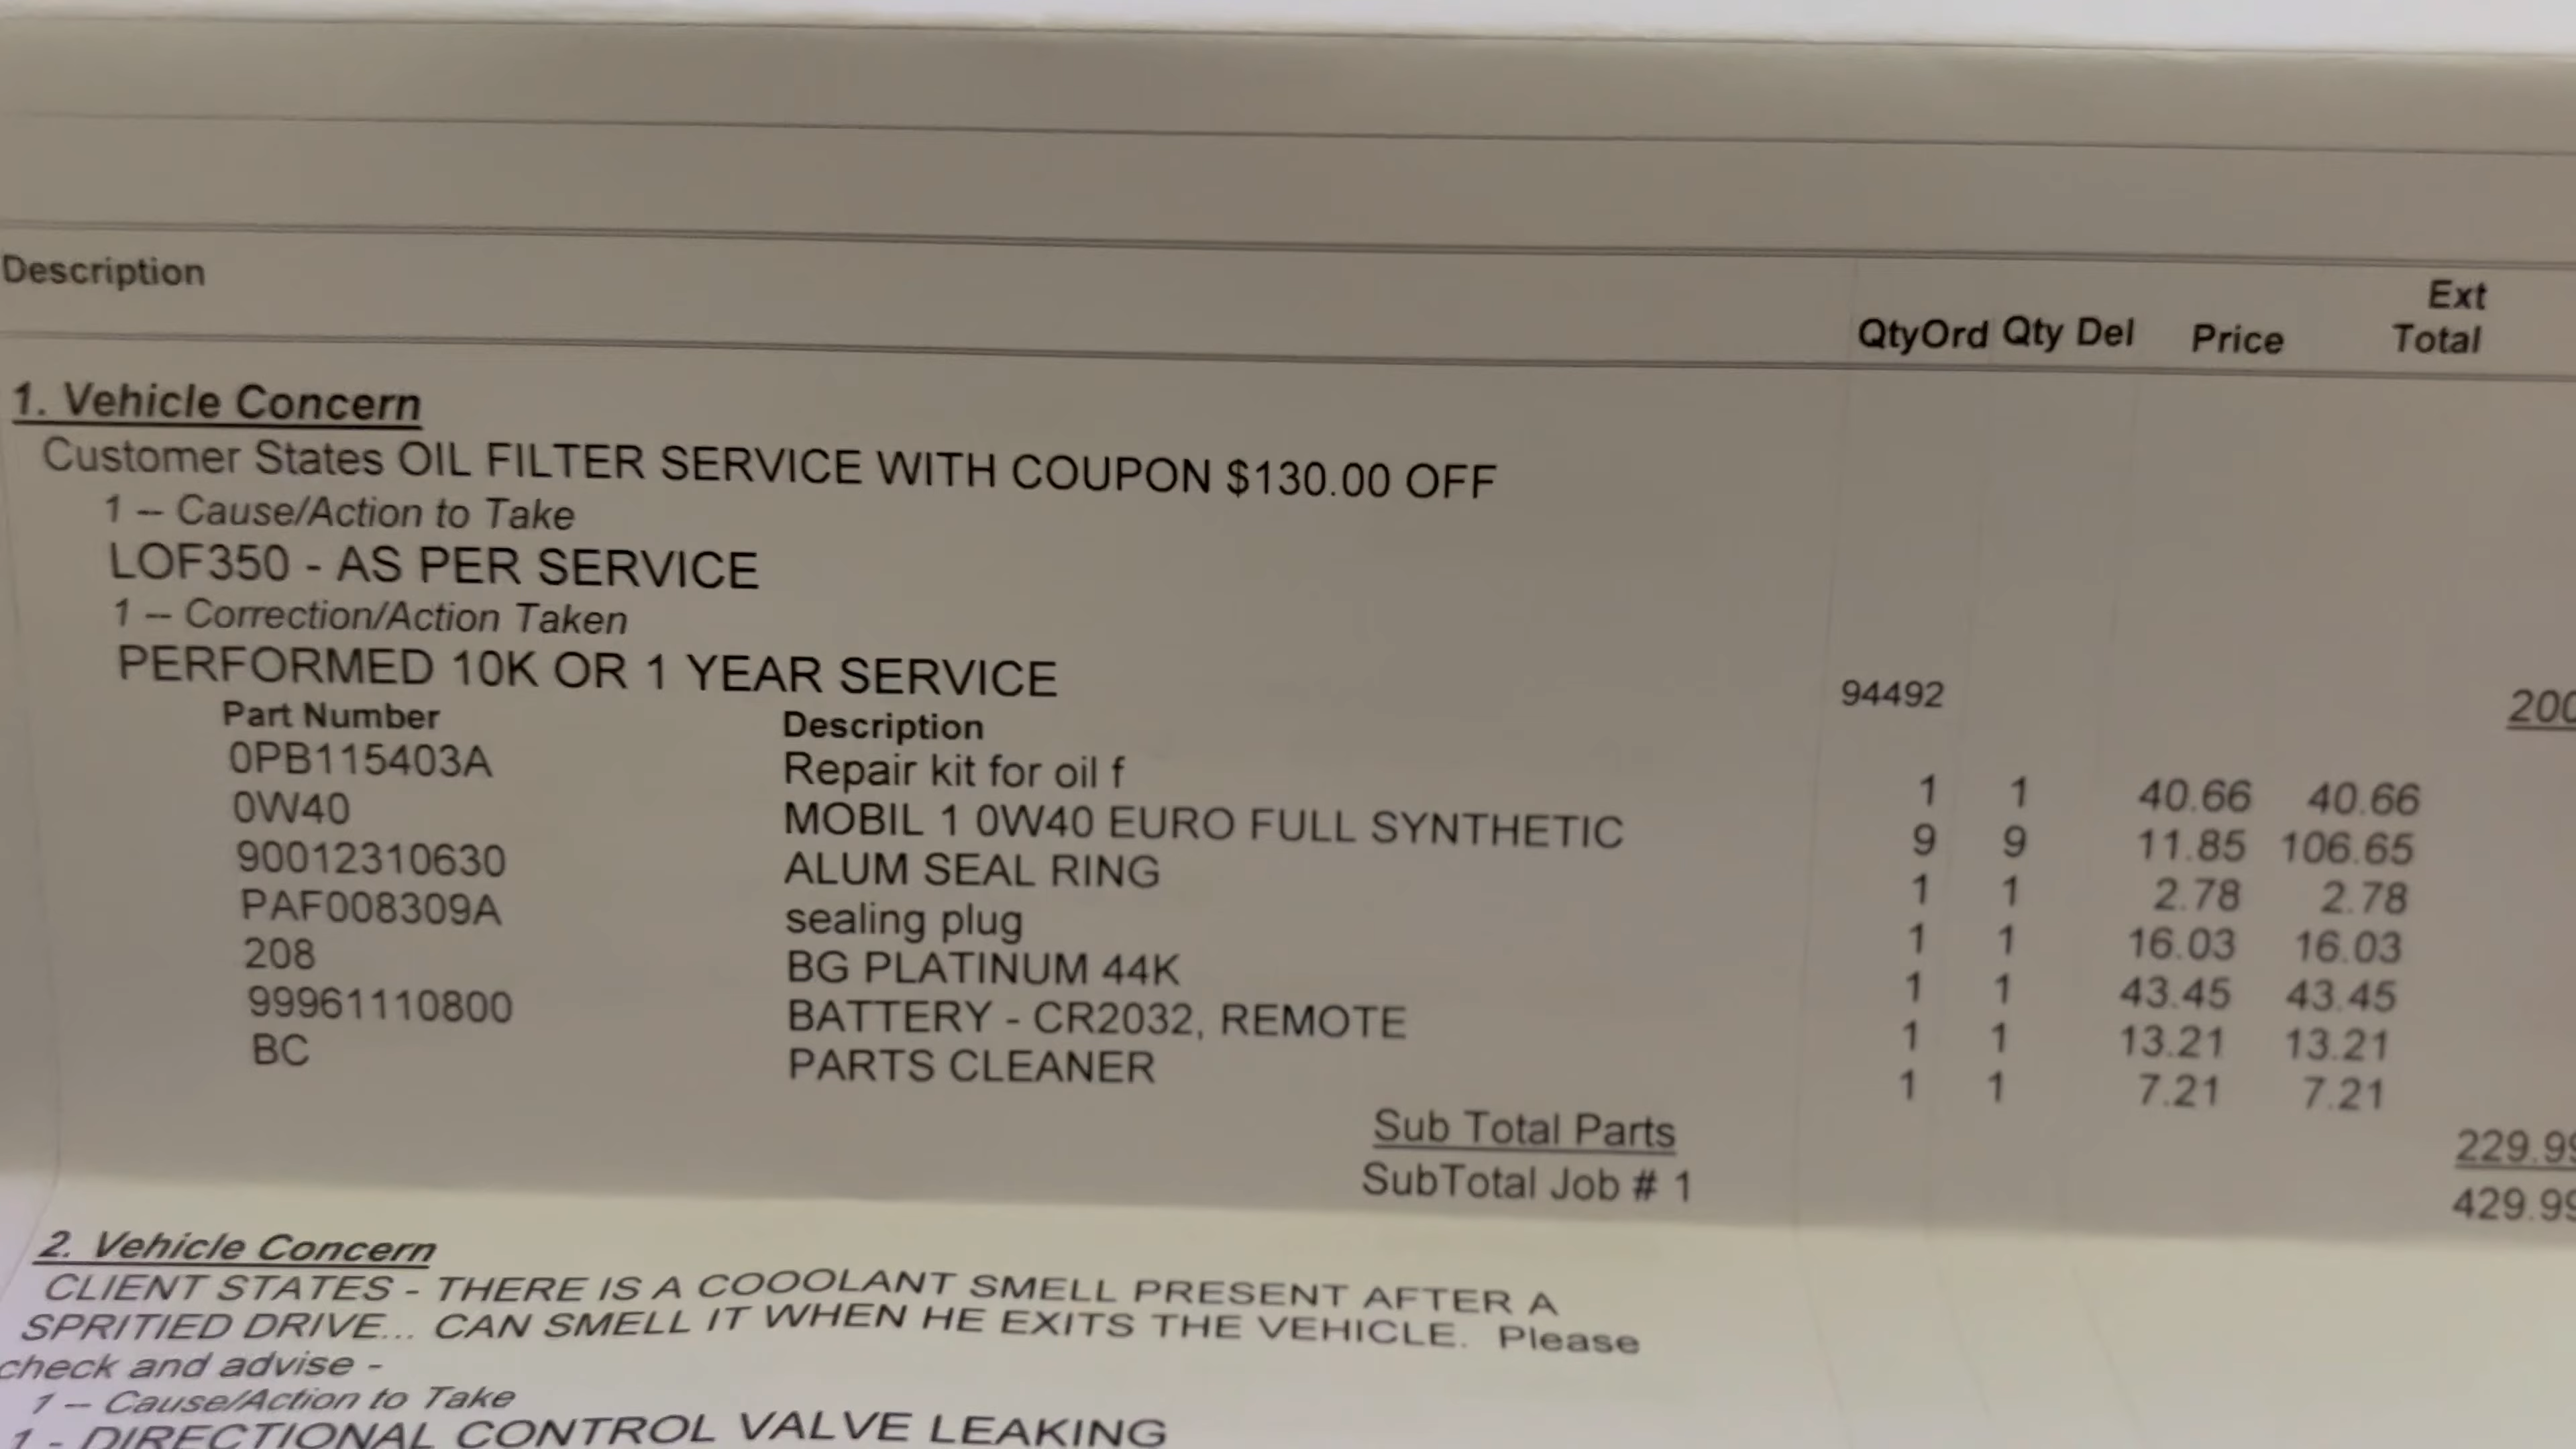 Description QtyOrd Qty Del Price Ext Total
1. Vehicle Concern
Customer States OIL FILTER SERVICE WITH COUPON $130.00 OFF
1 -- Cause/Action to Take
LOF350 - AS PER SERVICE
1 -- Correction/Action Taken
PERFORMED 10K OR 1 YEAR SERVICE 94492
Part Number Description
0PB115403A Repair kit for oil f 1 1 40.66 40.66
0W40 MOBIL 1 0W40 EURO FULL SYNTHETIC 9 9 11.85 106.65
90012310630 ALUM SEAL RING 1 1 2.78 2.78
PAF008309A sealing plug 1 1 16.03 16.03
208 BG PLATINUM 44K 1 1 43.45 43.45
99961110800 BATTERY - CR2032, REMOTE 1 1 13.21 13.21
BC PARTS CLEANER 1 1 7.21 7.21
Sub Total Parts 229.99
SubTotal Job # 1 429.99
2. Vehicle Concern
CLIENT STATES - THERE IS A COOOLANT SMELL PRESENT AFTER A
SPRITIED DRIVE... CAN SMELL IT WHEN HE EXITS THE VEHICLE. Please
check and advise -
1 -- Cause/Action to Take
1 - DIRECTIONAL CONTROL VALVE LEAKING